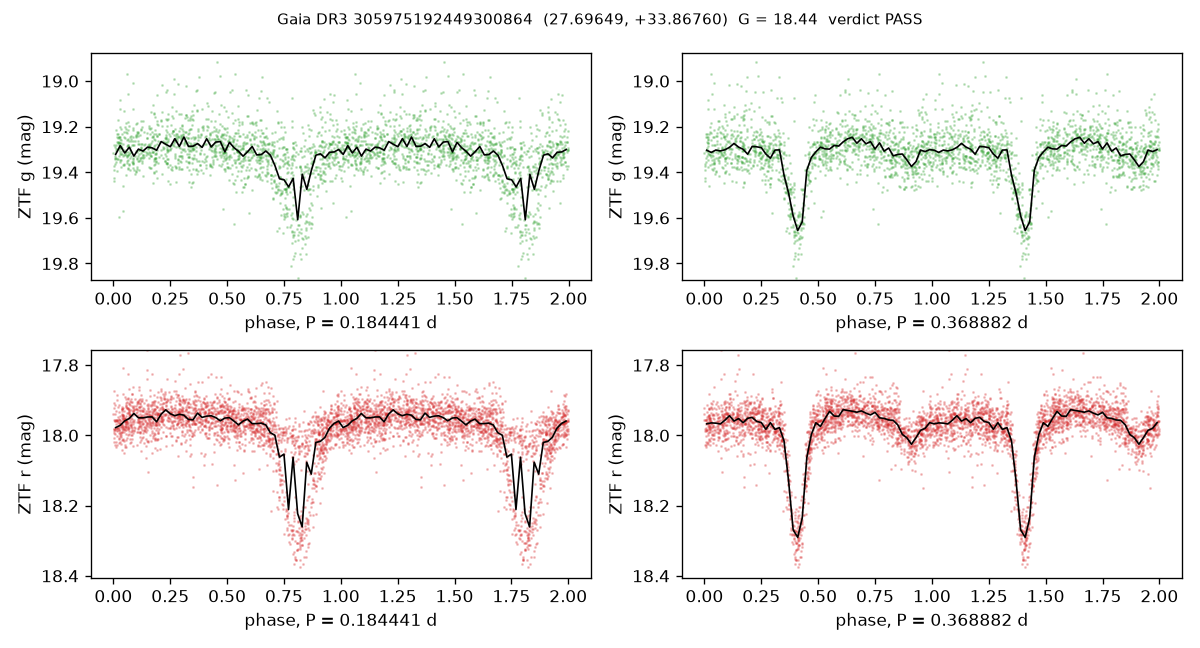 Gaia DR3 305975192449300864 (27.69649, +33.86760) G = 18.44 verdict PASS
ZTF g (mag)
19.0
19.2
19.4
19.6
19.8
0.00 0.25 0.50 0.75 1.00 1.25 1.50 1.75 2.00
phase, P = 0.184441 d
ZTF g (mag)
19.0
19.2
19.4
19.6
19.8
0.00 0.25 0.50 0.75 1.00 1.25 1.50 1.75 2.00
phase, P = 0.368882 d
ZTF r (mag)
17.8
18.0
18.2
18.4
0.00 0.25 0.50 0.75 1.00 1.25 1.50 1.75 2.00
phase, P = 0.184441 d
ZTF r (mag)
17.8
18.0
18.2
18.4
0.00 0.25 0.50 0.75 1.00 1.25 1.50 1.75 2.00
phase, P = 0.368882 d